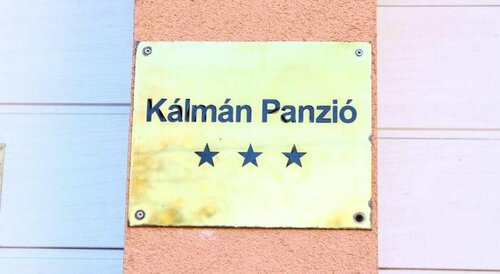 Kálmán Panzió
★ ★ ★